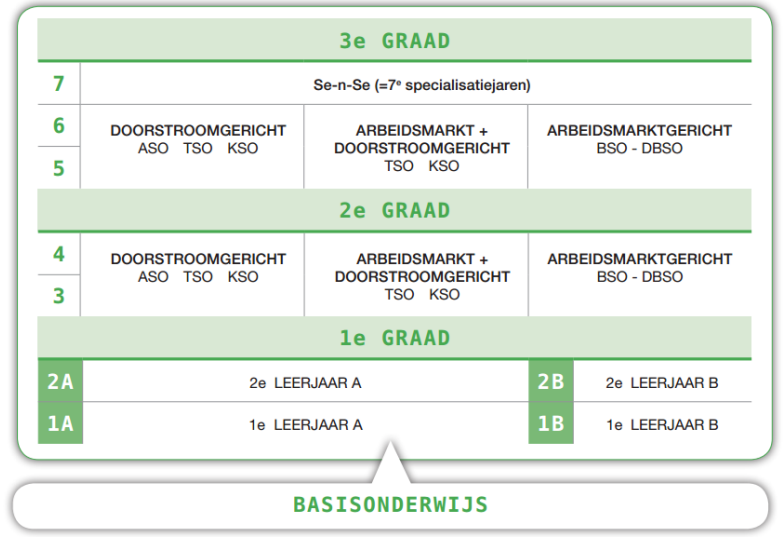 3e GRAAD
7
Se-n-Se (=7e specialisatiejaren)
6
DOORSTROOMGERICHT
ASO TSO KSO
ARBEIDSMARKT +
DOORSTROOMGERICHT
TSO KSO
ARBEIDSMARKTGERICHT
BSO - DBSO
5
2e GRAAD
4
DOORSTROOMGERICHT
ASO TSO KSO
ARBEIDSMARKT +
DOORSTROOMGERICHT
TSO KSO
ARBEIDSMARKTGERICHT
BSO - DBSO
3
1e GRAAD
2A
2e LEERJAAR A
2B
2e LEERJAAR B
1A
1e LEERJAAR A
1B
1e LEERJAAR B
BASISONDERWIJS